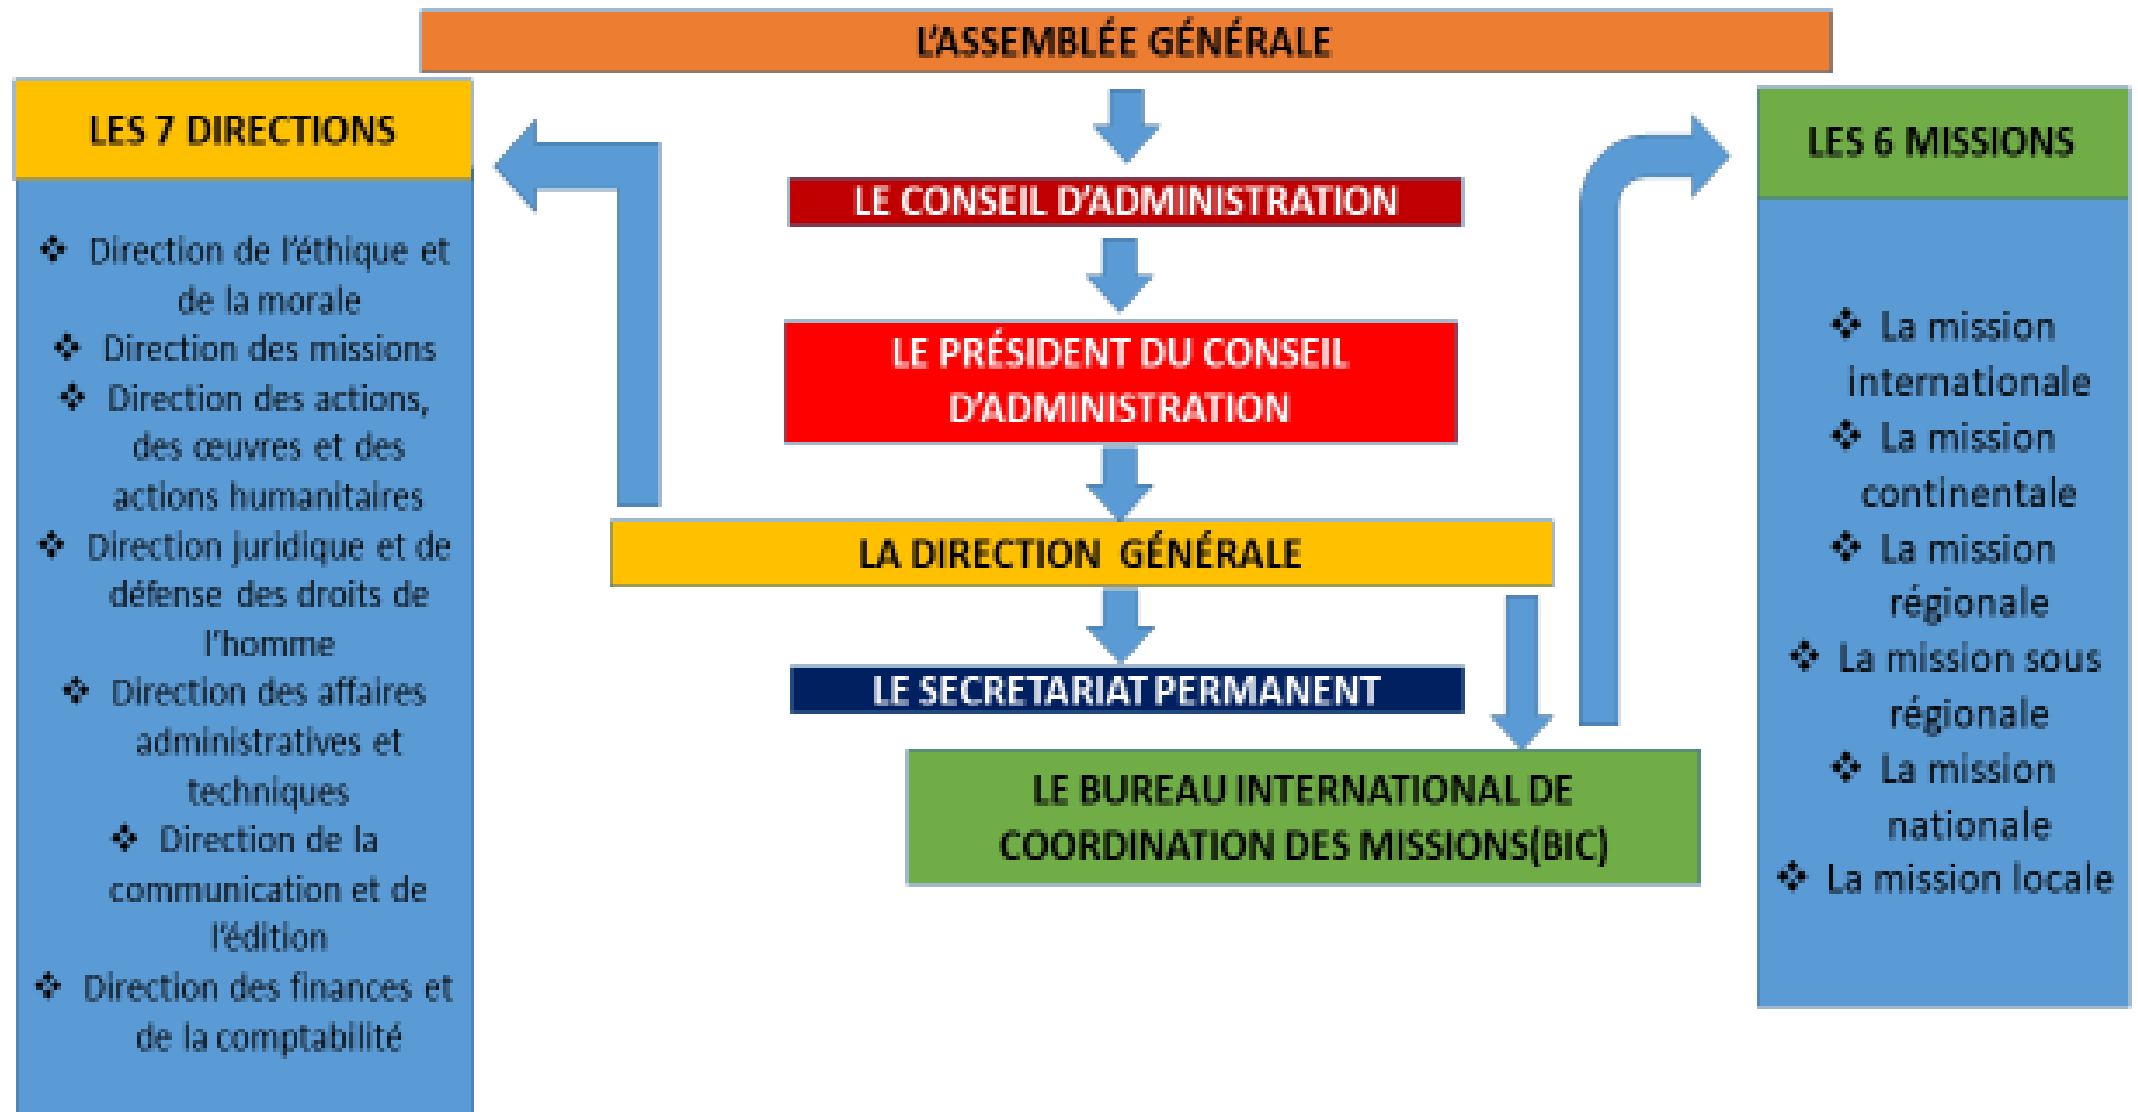 L'ASSEMBLÉE GÉNÉRALE
LES 7 DIRECTIONS
❖ Direction de l'éthique et
de la morale
❖ Direction des missions
❖ Direction des actions,
des œuvres et des
actions humanitaires
❖ Direction juridique et de
défense des droits de
l'homme
❖ Direction des affaires
administratives et
techniques
❖ Direction de la
communication et de
l'édition
❖ Direction des finances et
de la comptabilité
LE CONSEIL D'ADMINISTRATION
LE PRÉSIDENT DU CONSEIL
D'ADMINISTRATION
LA DIRECTION GÉNÉRALE
LE SECRETARIAT PERMANENT
LE BUREAU INTERNATIONAL DE
COORDINATION DES MISSIONS(BIC)
LES 6 MISSIONS
❖ La mission
internationale
❖ La mission
continentale
❖ La mission
régionale
❖ La mission sous
régionale
❖ La mission
nationale
❖ La mission locale